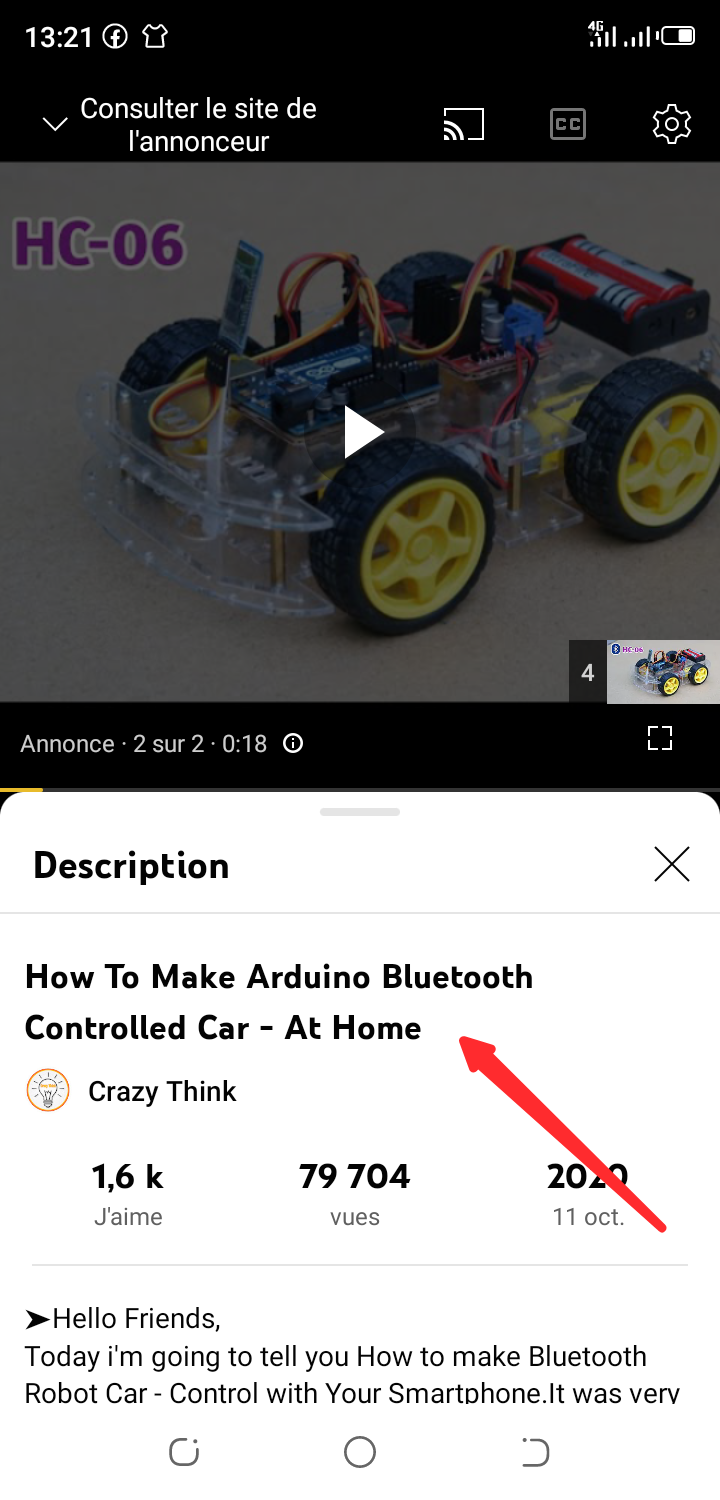 13:21
4G
Consulter le site de
l'annonceur
CC
HC-06
4
HC-06
Annonce · 2 sur 2 · 0:18
Description
How To Make Arduino Bluetooth
Controlled Car - At Home
Crazy Think
1,6 k 79 704 2020
J'aime vues 11 oct.
➤Hello Friends,
Today i'm going to tell you How to make Bluetooth
Robot Car - Control with Your Smartphone.It was very